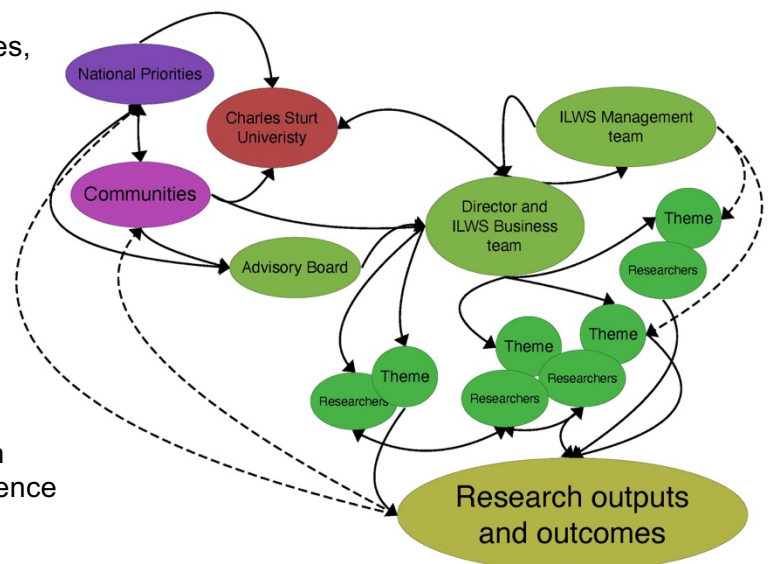 es,
National Priorities
Charles Sturt
Univeristy
ILWS Management
team
Communities
Director and
ILWS Business
team
Theme
Advisory Board
Researchers
Theme
Theme
Theme
Researchers
Researchers
Researchers
n
ence
Research outputs
and outcomes